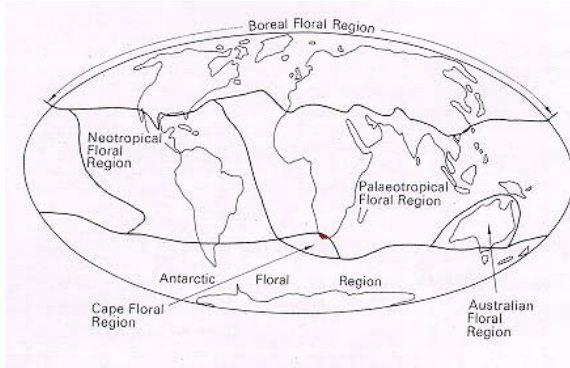 Boreal Floral Region
Neotropical
Floral
Region
Palaeotropical
Floral Region
Antarctic Floral Region
Cape Floral
Region
Australian
Floral
Region